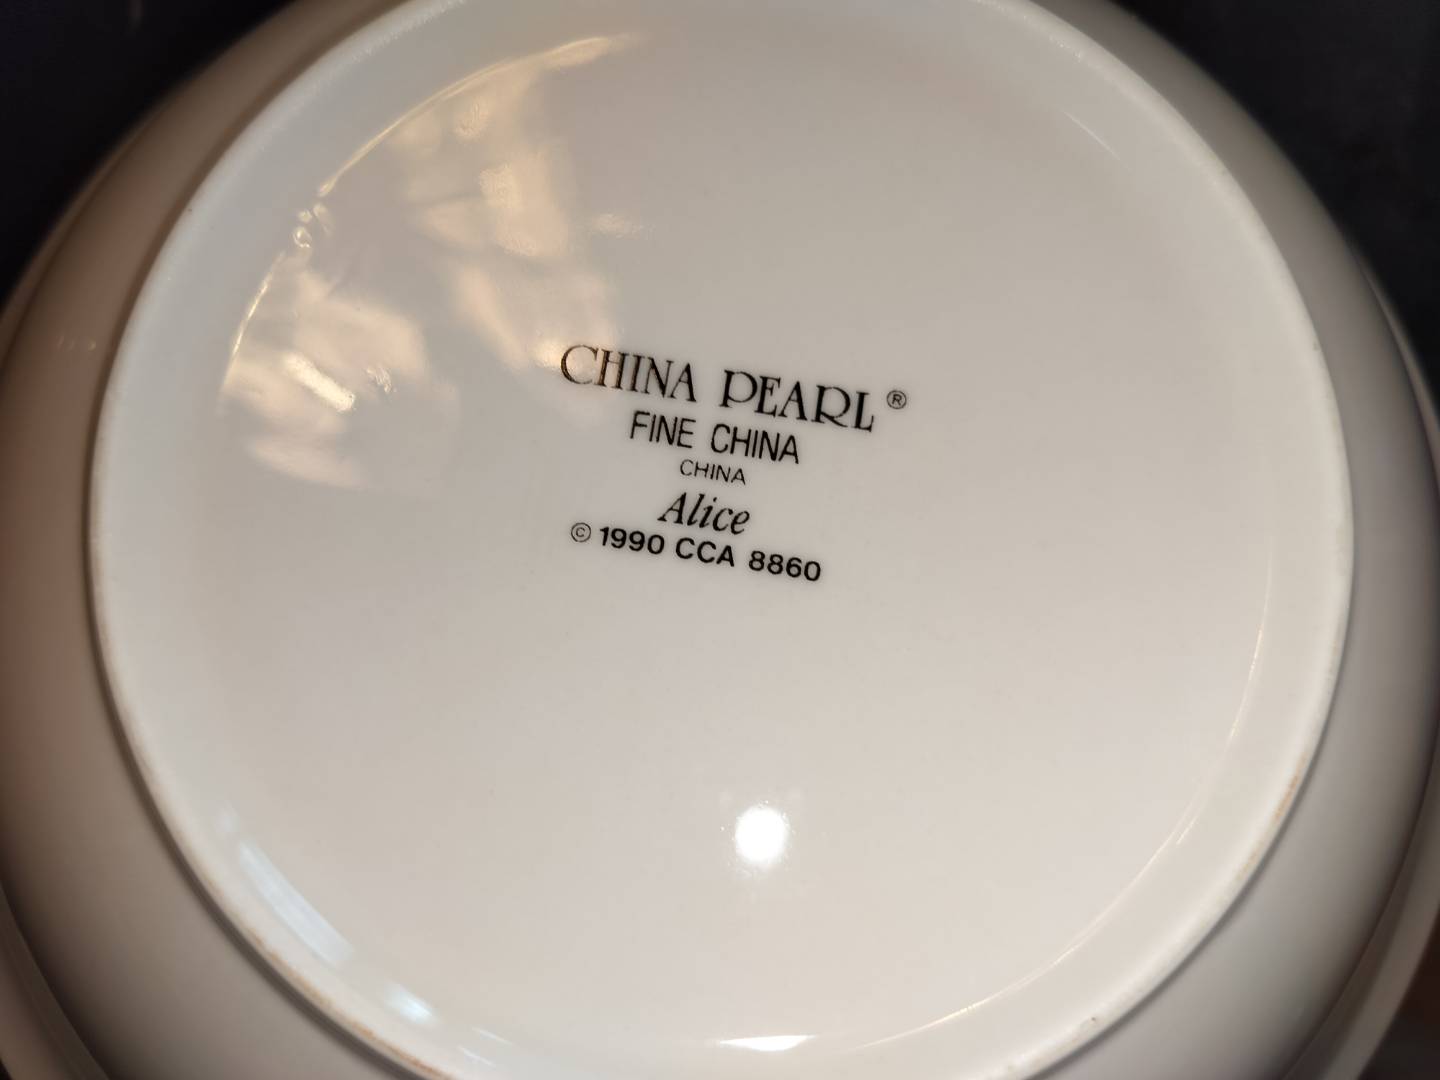 CHINA PEARL®
FINE CHINA
CHINA
Alice
© 1990 CCA 8860